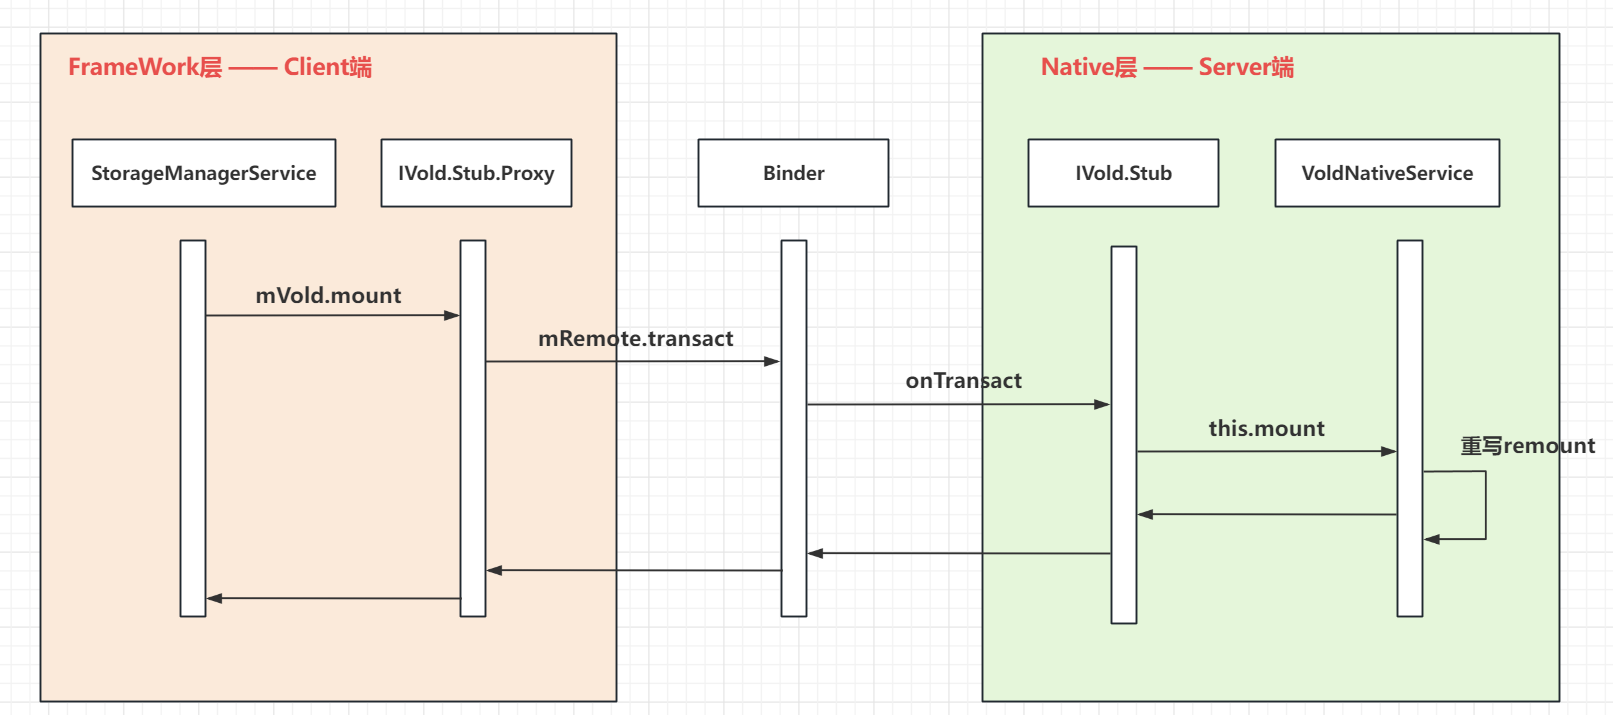 FrameWork层 —— Client端
Native层 —— Server端
StorageManagerService
IVold.Stub.Proxy
Binder
IVold.Stub
VoldNativeService
mVold.mount
mRemote.transact
onTransact
this.mount
重写remount